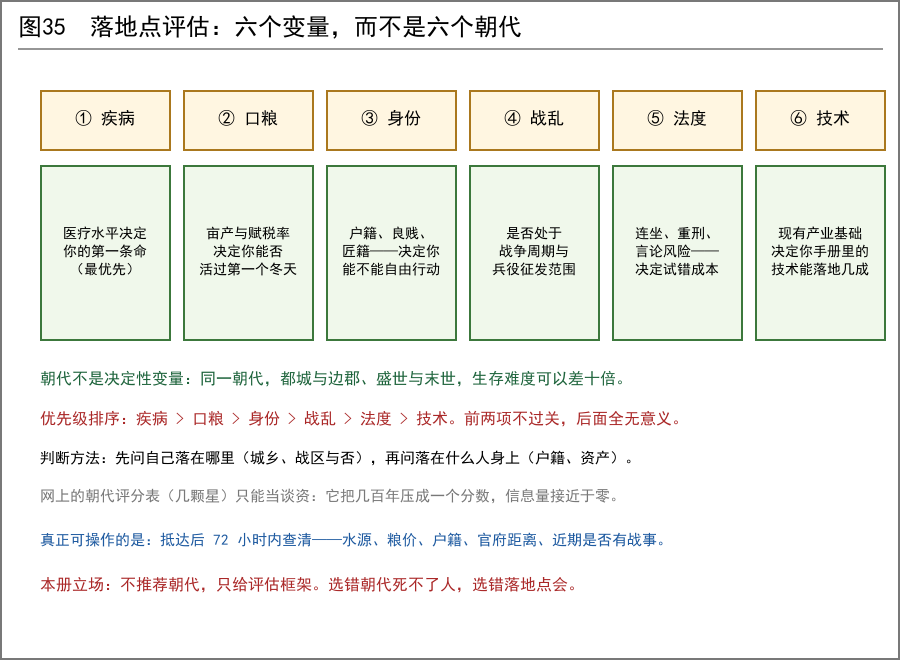 图35  落地点评估：六个变量，而不是六个朝代
① 疾病
② 口粮
③ 身份
④ 战乱
⑤ 法度
⑥ 技术
医疗水平决定
你的第一条命
（最优先）
亩产与赋税率
决定你能否
活过第一个冬天
户籍、良贱、
匠籍——决定你
能不能自由行动
是否处于
战争周期与
兵役征发范围
连坐、重刑、
言论风险——
决定试错成本
现有产业基础
决定你手册里的
技术能落地几成
朝代不是决定性变量：同一朝代，都城与边郡、盛世与末世，生存难度可以差十倍。
优先级排序：疾病 > 口粮 > 身份 > 战乱 > 法度 > 技术。前两项不过关，后面全无意义。
判断方法：先问自己落在哪里（城乡、战区与否），再问落在什么人身上（户籍、资产）。
网上的朝代评分表（几颗星）只能当谈资：它把几百年压成一个分数，信息量接近于零。
真正可操作的是：抵达后 72 小时内查清——水源、粮价、户籍、官府距离、近期是否有战事。
本册立场：不推荐朝代，只给评估框架。选错朝代死不了人，选错落地点会。